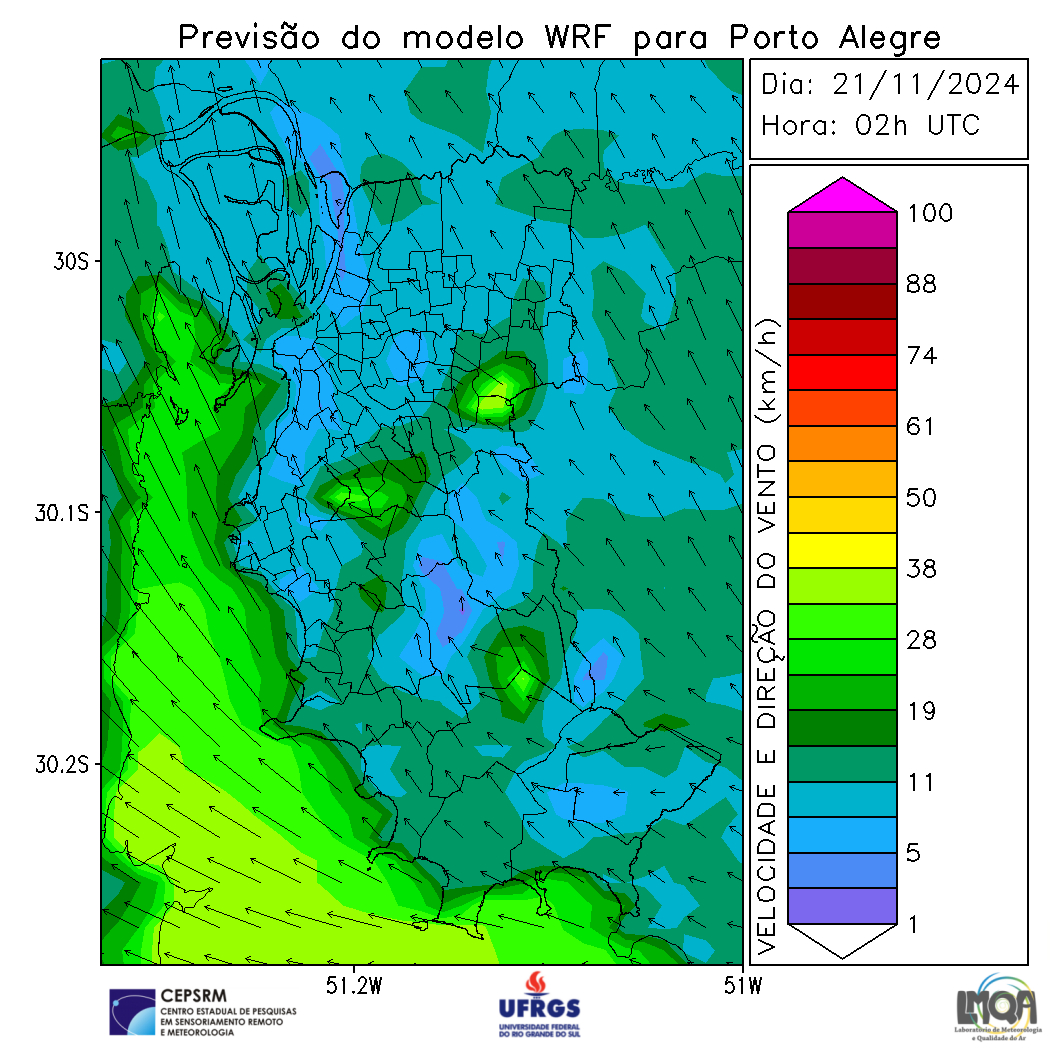 Previsão do modelo WRF para Porto Alegre
Dia: 21/11/2024
Hora: 02h UTC
30S
30.1S
30.2S
51.2W
51W
VELOCIDADE E DIREÇÃO DO VENTO (km/h)
100
88
74
61
50
38
28
19
11
5
1
CEPSRM
CENTRO ESTADUAL DE PESQUISAS
EM SENSORIAMENTO REMOTO
E METEOROLOGIA
UFRGS
UNIVERSIDADE FEDERAL
DO RIO GRANDE DO SUL
LMQA
Laboratório de Meteorologia
e Qualidade do Ar